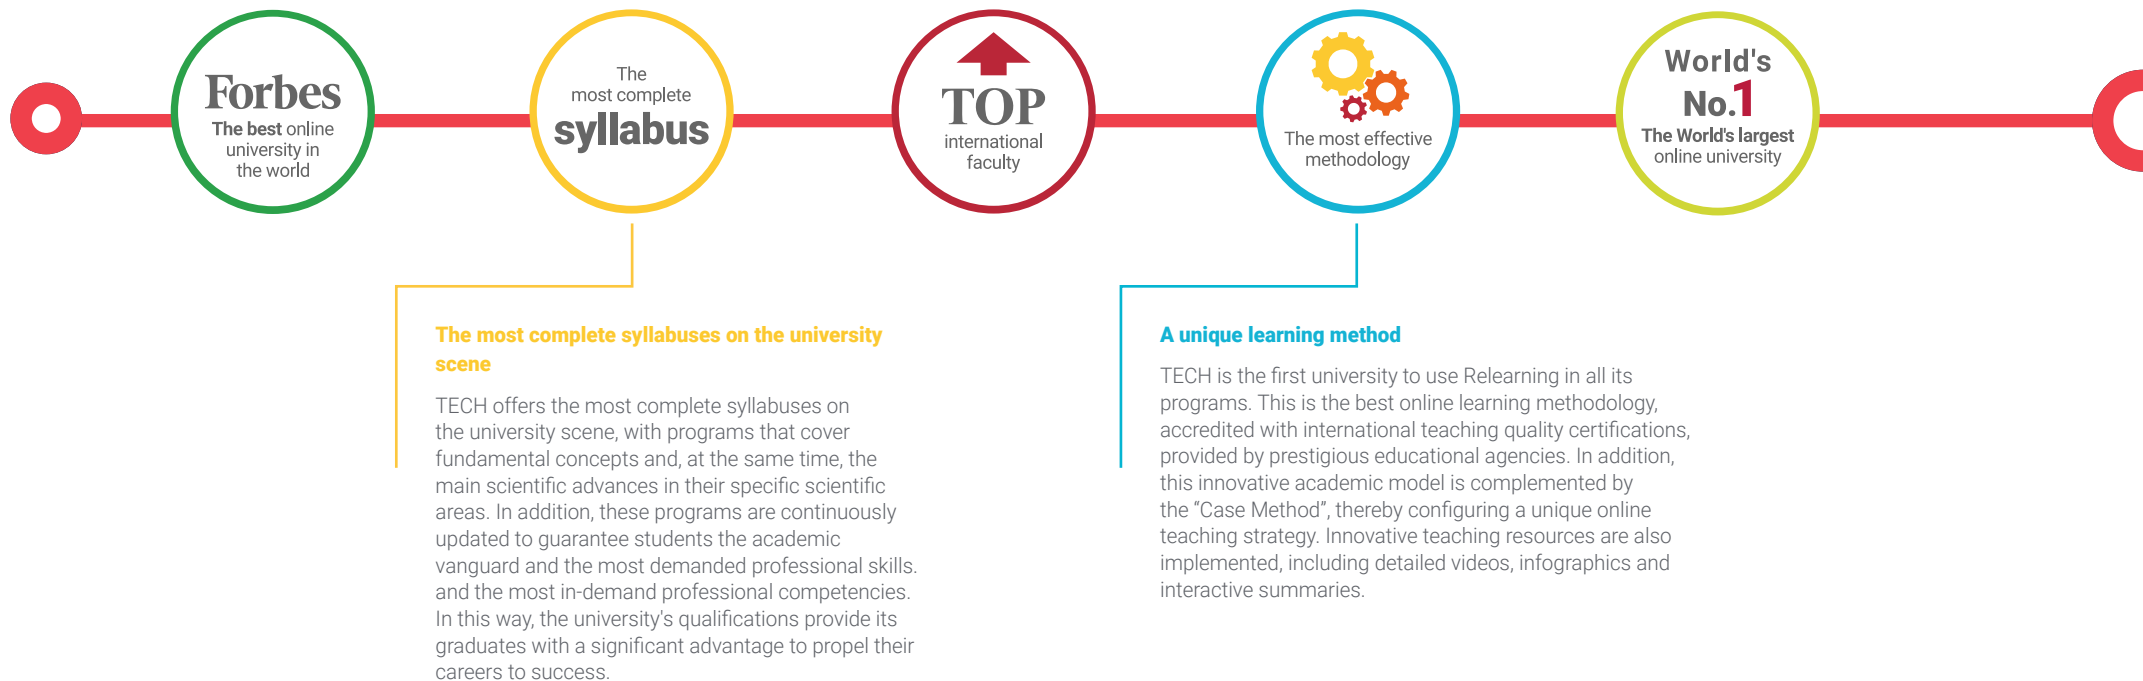 Forbes
The best online
university in
the world
The
most complete
syllabus
TOP
international
faculty
The most effective
methodology
World's
No.1
The World's largest
online university
The most complete syllabuses on the university
scene
TECH offers the most complete syllabuses on
the university scene, with programs that cover
fundamental concepts and, at the same time, the
main scientific advances in their specific scientific
areas. In addition, these programs are continuously
updated to guarantee students the academic
vanguard and the most demanded professional skills.
and the most in-demand professional competencies.
In this way, the university's qualifications provide its
graduates with a significant advantage to propel their
careers to success.
A unique learning method
TECH is the first university to use Relearning in all its
programs. This is the best online learning methodology,
accredited with international teaching quality certifications,
provided by prestigious educational agencies. In addition,
this innovative academic model is complemented by
the “Case Method”, thereby configuring a unique online
teaching strategy. Innovative teaching resources are also
implemented, including detailed videos, infographics and
interactive summaries.